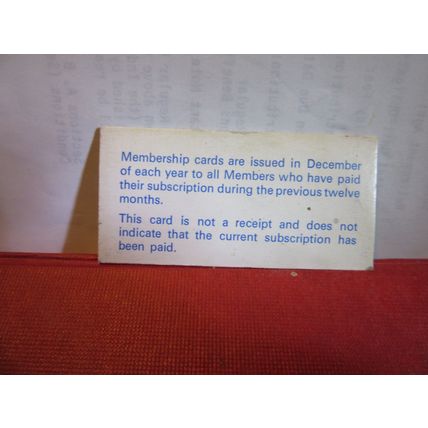 Membership cards are issued in December
of each year to all Members who have paid
their subscription during the previous twelve
months.
This card is not a receipt and does not
indicate that the current subscription has
been paid.